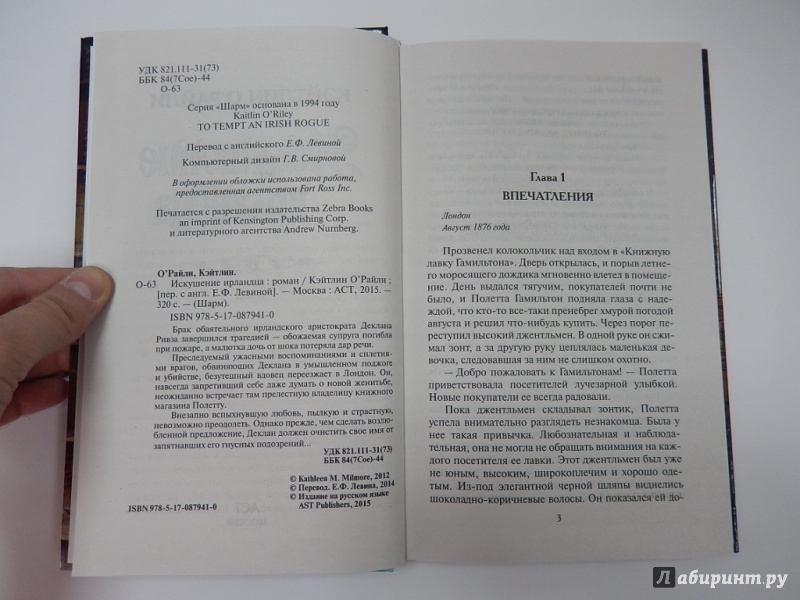 УДК 821.111-31(73)
ББК 84(7Сое)-44
О-63
Серия «Шарм» основана в 1994 году
Kaitlin O'Riley
TO TEMPT AN IRISH ROGUE
Перевод с английского Е.Ф. Левиной
Компьютерный дизайн Г.В. Смирновой
В оформлении обложки использована работа,
предоставленная агентством Fort Ross Inc.
Печатается с разрешения издательства Zebra Books
an imprint of Kensington Publishing Corp.
и литературного агентства Andrew Nurnberg.
О'Райли, Кэйтлин.
О-63 Искушение ирландца : роман / Кэйтлин О'Райли ;
[пер. с англ. Е.Ф. Левиной]. — Москва : АСТ, 2015. —
320 с. — (Шарм).
ISBN 978-5-17-087941-0
Брак обаятельного ирландского аристократа Деклана
Ривза завершился трагедией — обожаемая супруга погибла
при пожаре, а малютка дочь от шока потеряла дар речи.
Преследуемый ужасными воспоминаниями и сплетня-
ми врагов, обвиняющих Деклана в умышленном поджоге
и убийстве, безутешный вдовец переезжает в Лондон. Он,
навсегда запретивший себе даже думать о новой женитьбе,
неожиданно встречает там прелестную владелицу книжного
магазина Полетту.
Внезапно вспыхнувшую любовь, пылкую и страстную,
невозможно преодолеть. Однако прежде, чем сделать возлю-
бленной предложение, Деклан должен очистить свое имя от
запятнавших его гнусных подозрений...
УДК 821.111-31(73)
ББК 84(7Сое)-44
© Kathleen M. Milmore, 2012
© Перевод. Е.Ф. Левина, 2014
© Издание на русском языке
AST Publishers, 2015
ISBN 978-5-17-087941-0
Глава 1
ВПЕЧАТЛЕНИЯ
Лондон
Август 1876 года
Прозвенел колокольчик над входом в «Книжную
лавку Гамильтона». Дверь открылась, и порыв летне-
го моросящего дождика мгновенно влетел в помеще-
ние. День выдался тягучим, покупателей почти не
было, и Полетта Гамильтон подняла глаза с надеж-
дой, что кто-то все-таки пренебрег хмурой погодой
августа и решил что-нибудь купить. Через порог пе-
реступил высокий джентльмен. В одной руке он сжи-
мал зонт, а за другую руку цеплялась маленькая де-
вочка, следовавшая за ним не слишком охотно.
— Добро пожаловать к Гамильтонам! — Полетта
приветствовала посетителей лучезарной улыбкой.
Новые покупатели ее всегда радовали.
Пока джентльмен складывал зонтик, Полетта
успела внимательно разглядеть незнакомца. Была у
нее такая привычка. Любознательная и наблюда-
тельная, она не могла не обращать внимания на каж-
дого посетителя ее лавки. Этот джентльмен был уже
не юным, высоким, широкоплечим и хорошо оде-
тым. Из-под элегантной черной шляпы виднелись
шоколадно-коричневые волосы. Он показался ей до-
3
Лабиринт.ру